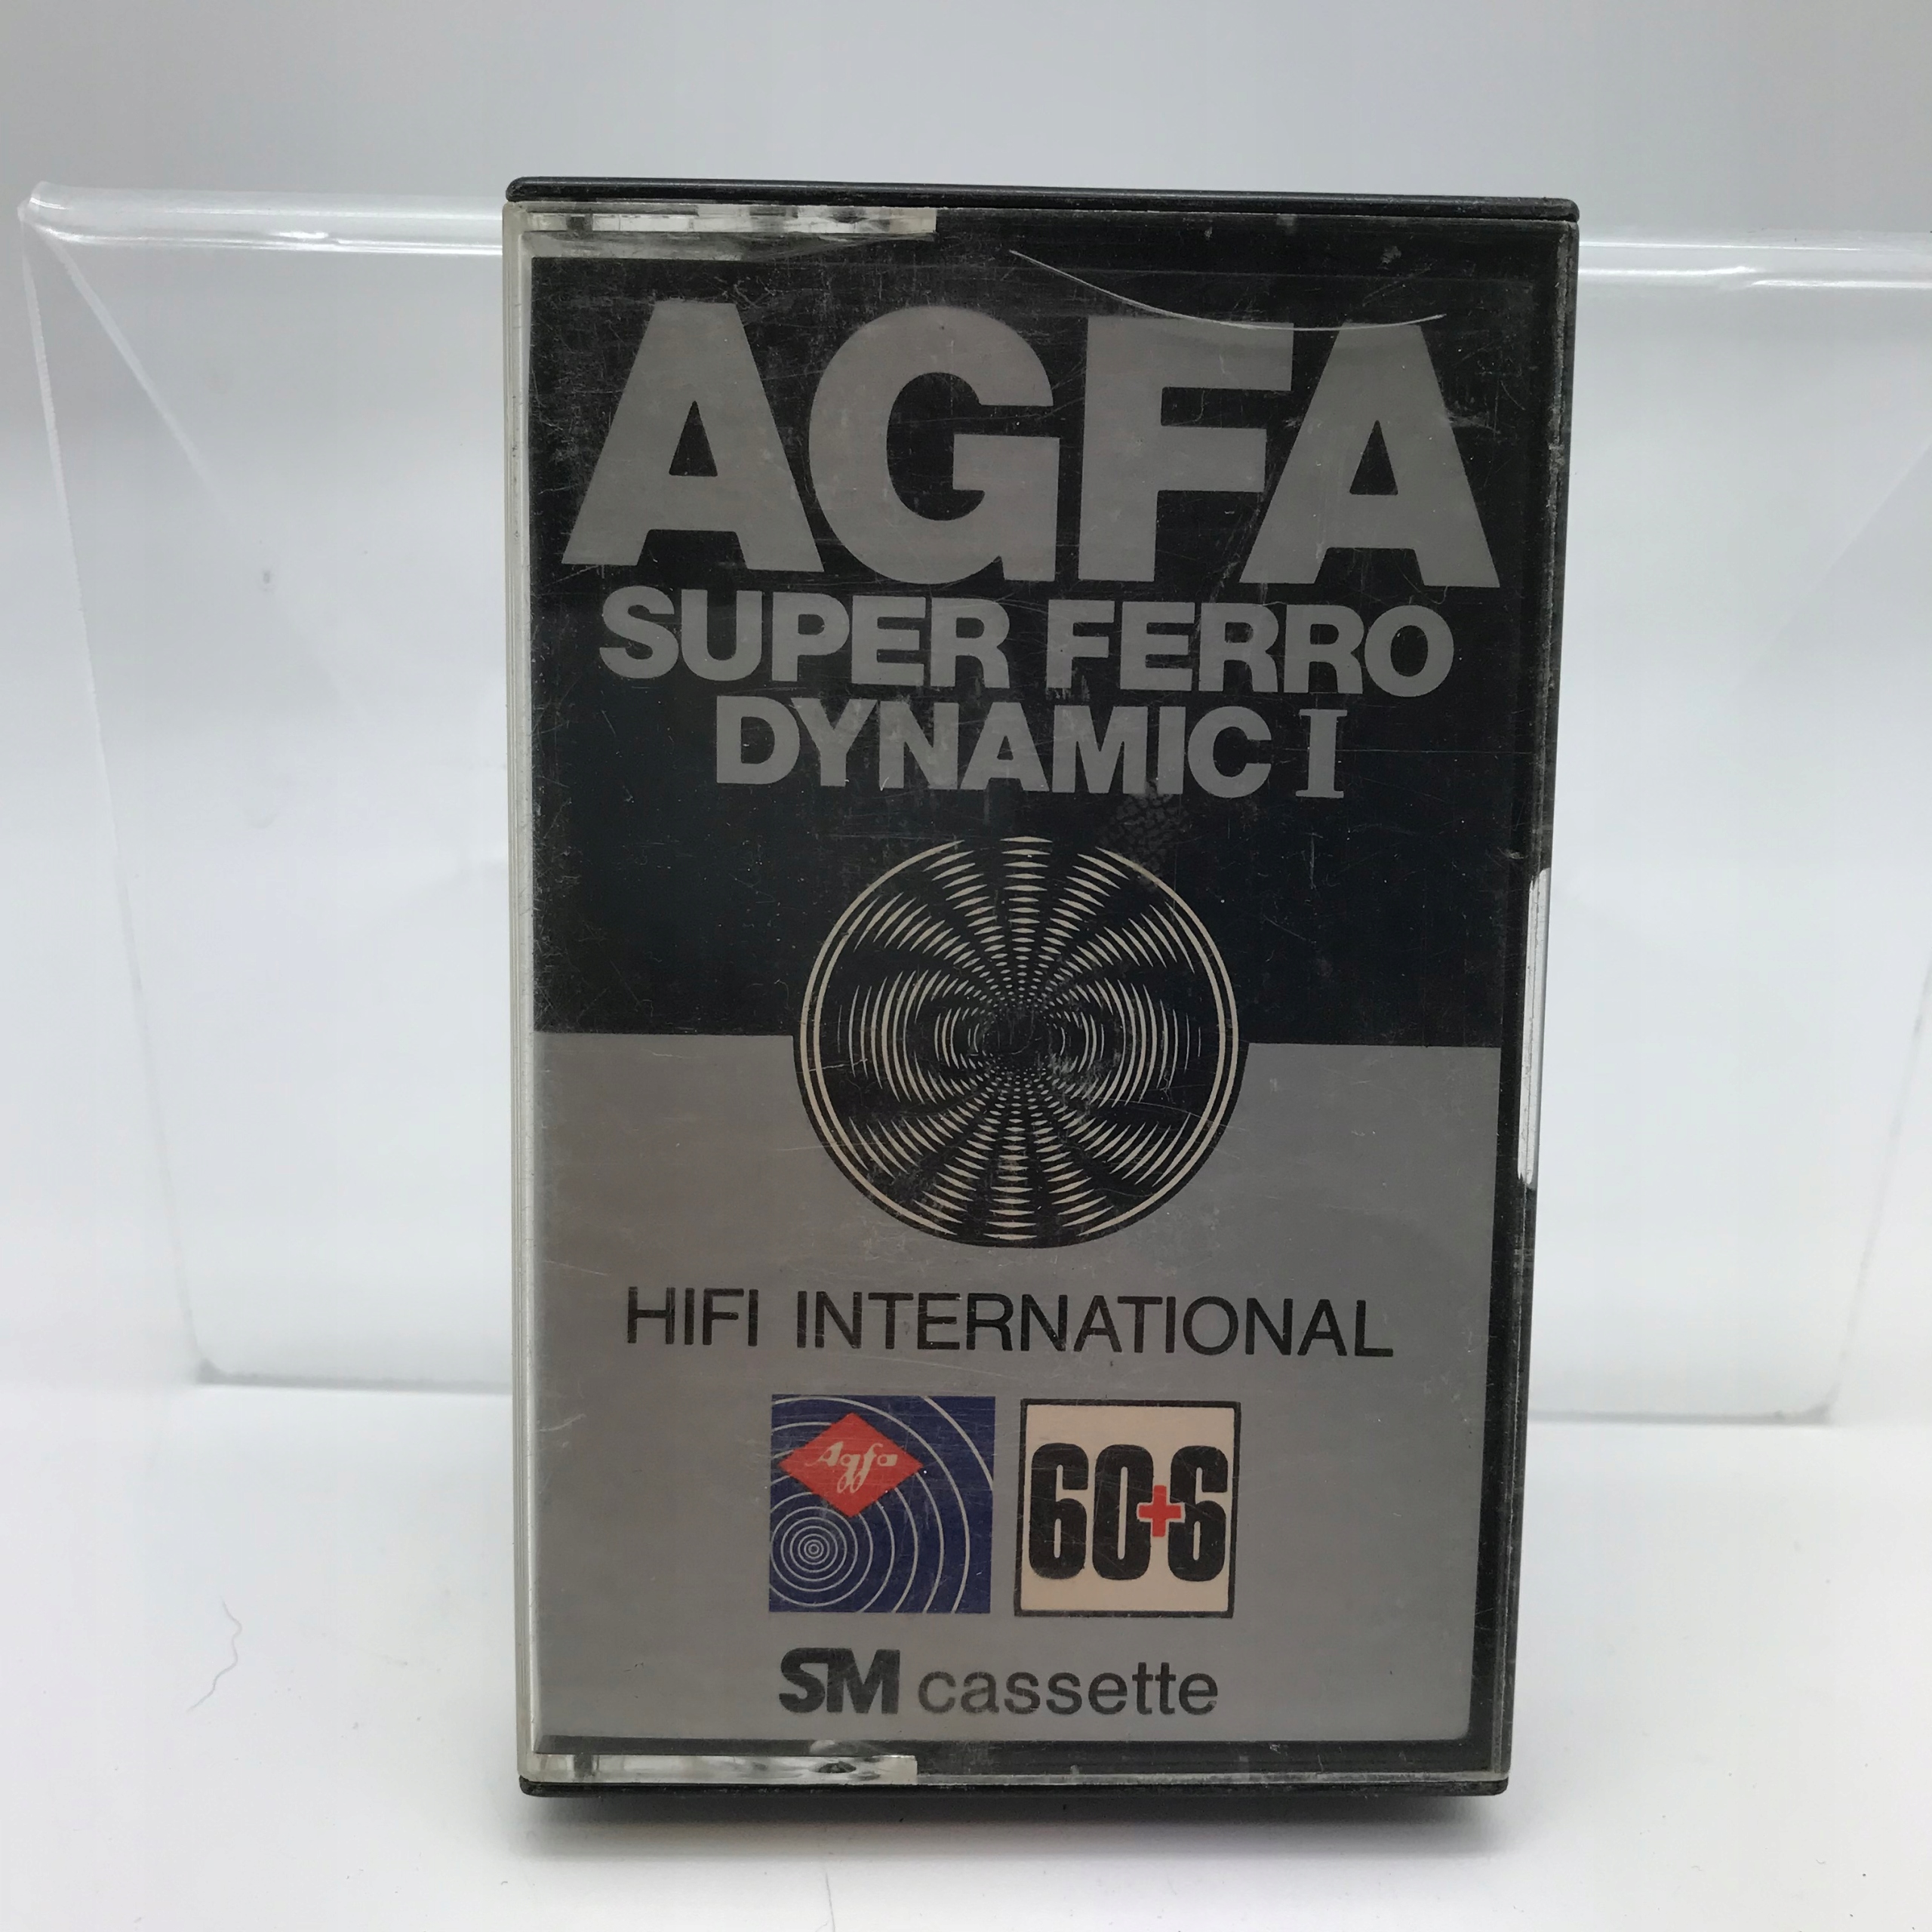 AGFA
SUPER FERRO
DYNAMIC I
HIFI INTERNATIONAL
Agfa
60+6
SM cassette